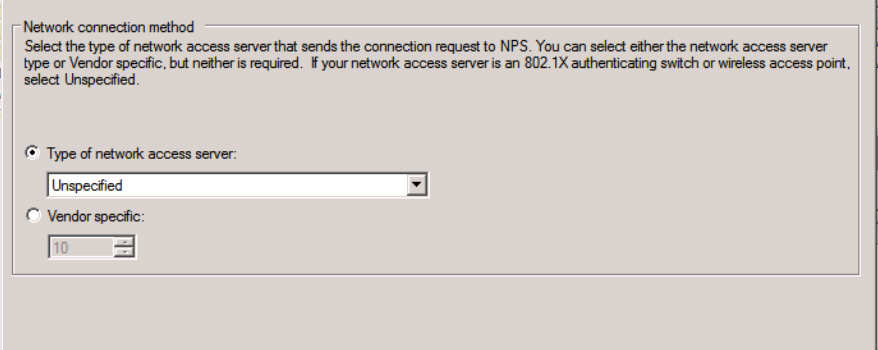 Network connection method
Select the type of network access server that sends the connection request to NPS. You can select either the network access server
type or Vendor specific, but neither is required.  If your network access server is an 802.1X authenticating switch or wireless access point,
select Unspecified.
Type of network access server:
Unspecified
Vendor specific:
10